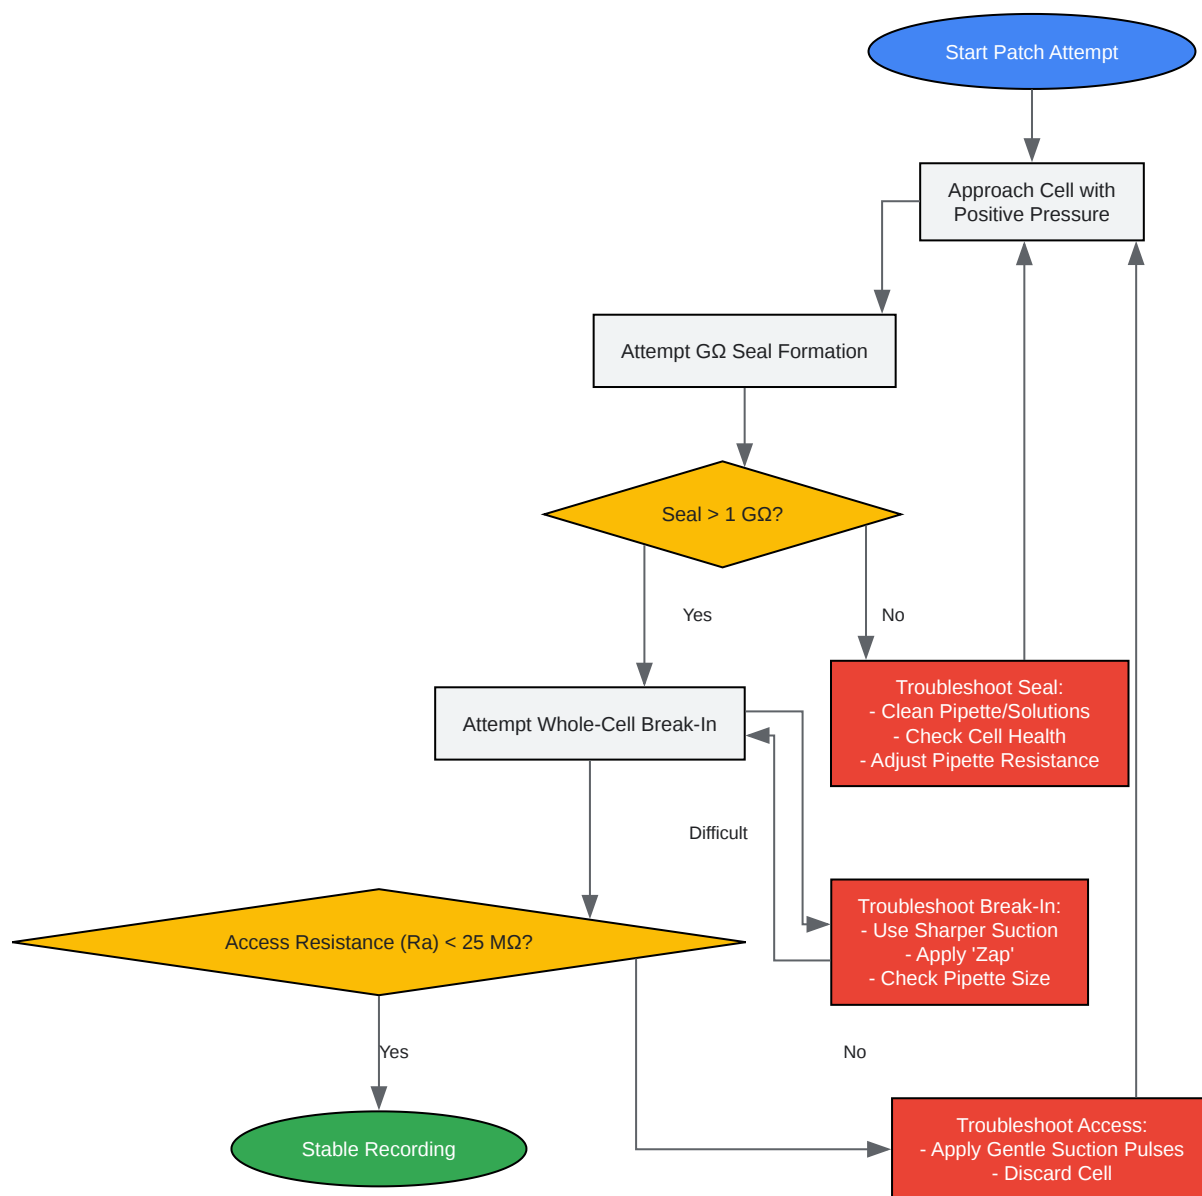 Start Patch Attempt
Approach Cell with
Positive Pressure
Attempt GΩ Seal Formation
Seal > 1 GΩ?
Yes
No
Troubleshoot Seal:
- Clean Pipette/Solutions
- Check Cell Health
- Adjust Pipette Resistance
Attempt Whole-Cell Break-In
Difficult
Troubleshoot Break-In:
- Use Sharper Suction
- Apply 'Zap'
- Check Pipette Size
Access Resistance (Ra) < 25 MΩ?
Yes
No
Stable Recording
Troubleshoot Access:
- Apply Gentle Suction Pulses
- Discard Cell